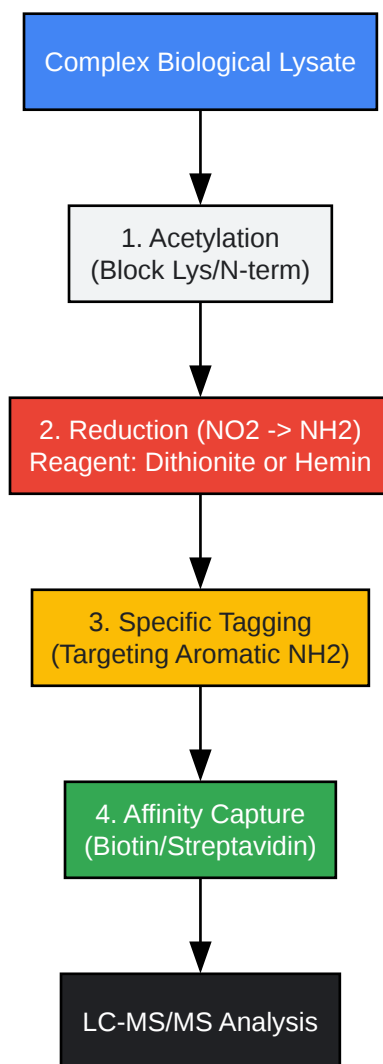 Complex Biological Lysate
1. Acetylation
(Block Lys/N-term)
2. Reduction (NO2 -> NH2)
Reagent: Dithionite or Hemin
3. Specific Tagging
(Targeting Aromatic NH2)
4. Affinity Capture
(Biotin/Streptavidin)
LC-MS/MS Analysis